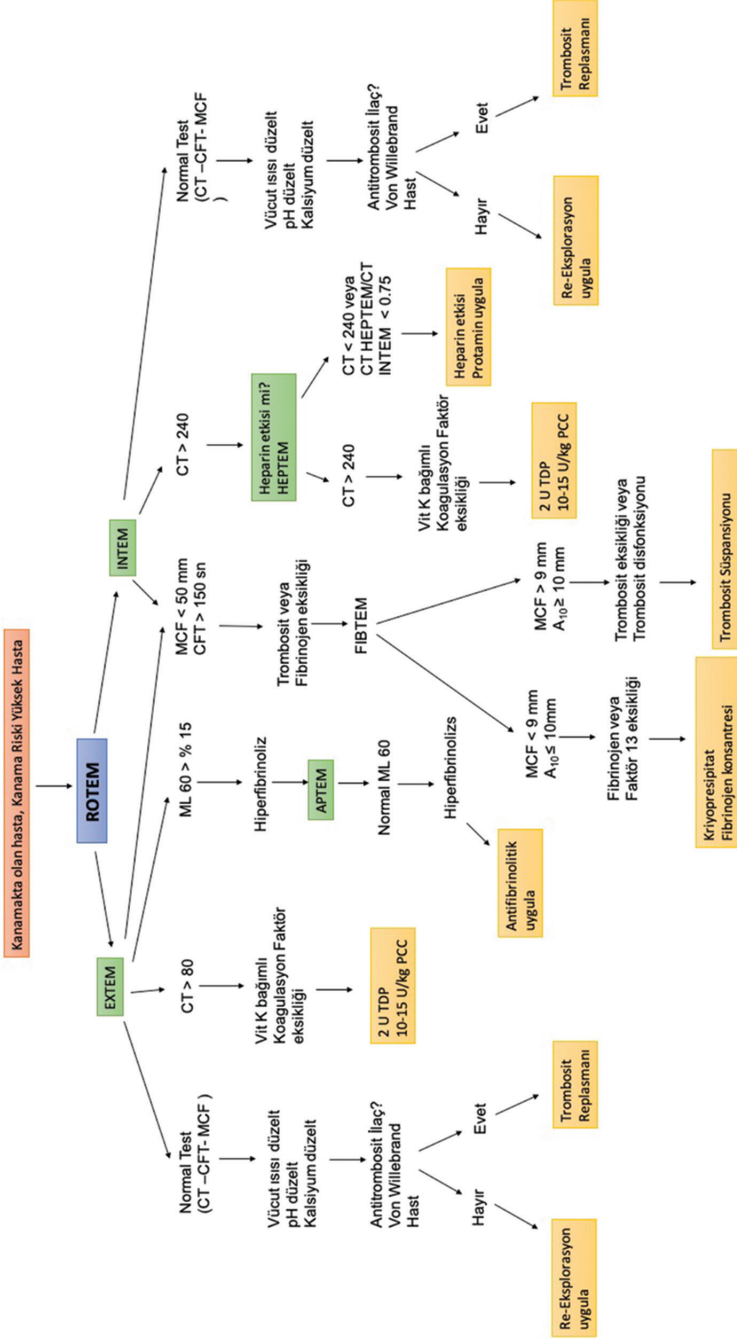 Kanamakta olan hasta, Kanama Riski Yüksek Hasta
ROTEM
EXTEM
INTEM
Normal Test
(CT –CFT- MCF )
Vücut ısısı düzelt
pH düzelt
Kalsiyum düzelt
Antitrombosit İlaç?
Von Willebrand
Hast
Hayır
Evet
Re-Eksplorasyon
uygula
Trombosit
Replasmanı
CT > 80
Vit K bağımlı
Koagulasyon Faktör
eksikliği
2 U TDP
10-15 U/kg PCC
ML 60 > % 15
Hiperfibrinoliz
APTEM
Normal ML 60
Hiperfibrinolizs
Antifibrinolitik
uygula
MCF < 50 mm
CFT > 150 sn
Trombosit veya
Fibrinojen eksikliği
FIBTEM
MCF < 9 mm
A₁₀ ≤ 10mm
Fibrinojen veya
Faktör 13 eksikliği
Kriyopresipitat
Fibrinojen konsantresi
MCF > 9 mm
A₁₀ ≥ 10 mm
Trombosit eksikliği veya
Trombosit disfonksiyonu
Trombosit Süspansiyonu
CT > 240
Heparin etkisi mi?
HEPTEM
CT > 240
Vit K bağımlı
Koagulasyon Faktör
eksikliği
2 U TDP
10-15 U/kg PCC
CT < 240 veya
CT HEPTEM/CT
INTEM < 0.75
Heparin etkisi
Protamin uygula
Normal Test
(CT –CFT- MCF
)
Vücut ısısı düzelt
pH düzelt
Kalsiyum düzelt
Antitrombosit İlaç?
Von Willebrand
Hast
Hayır
Evet
Re-Eksplorasyon
uygula
Trombosit
Replasmanı